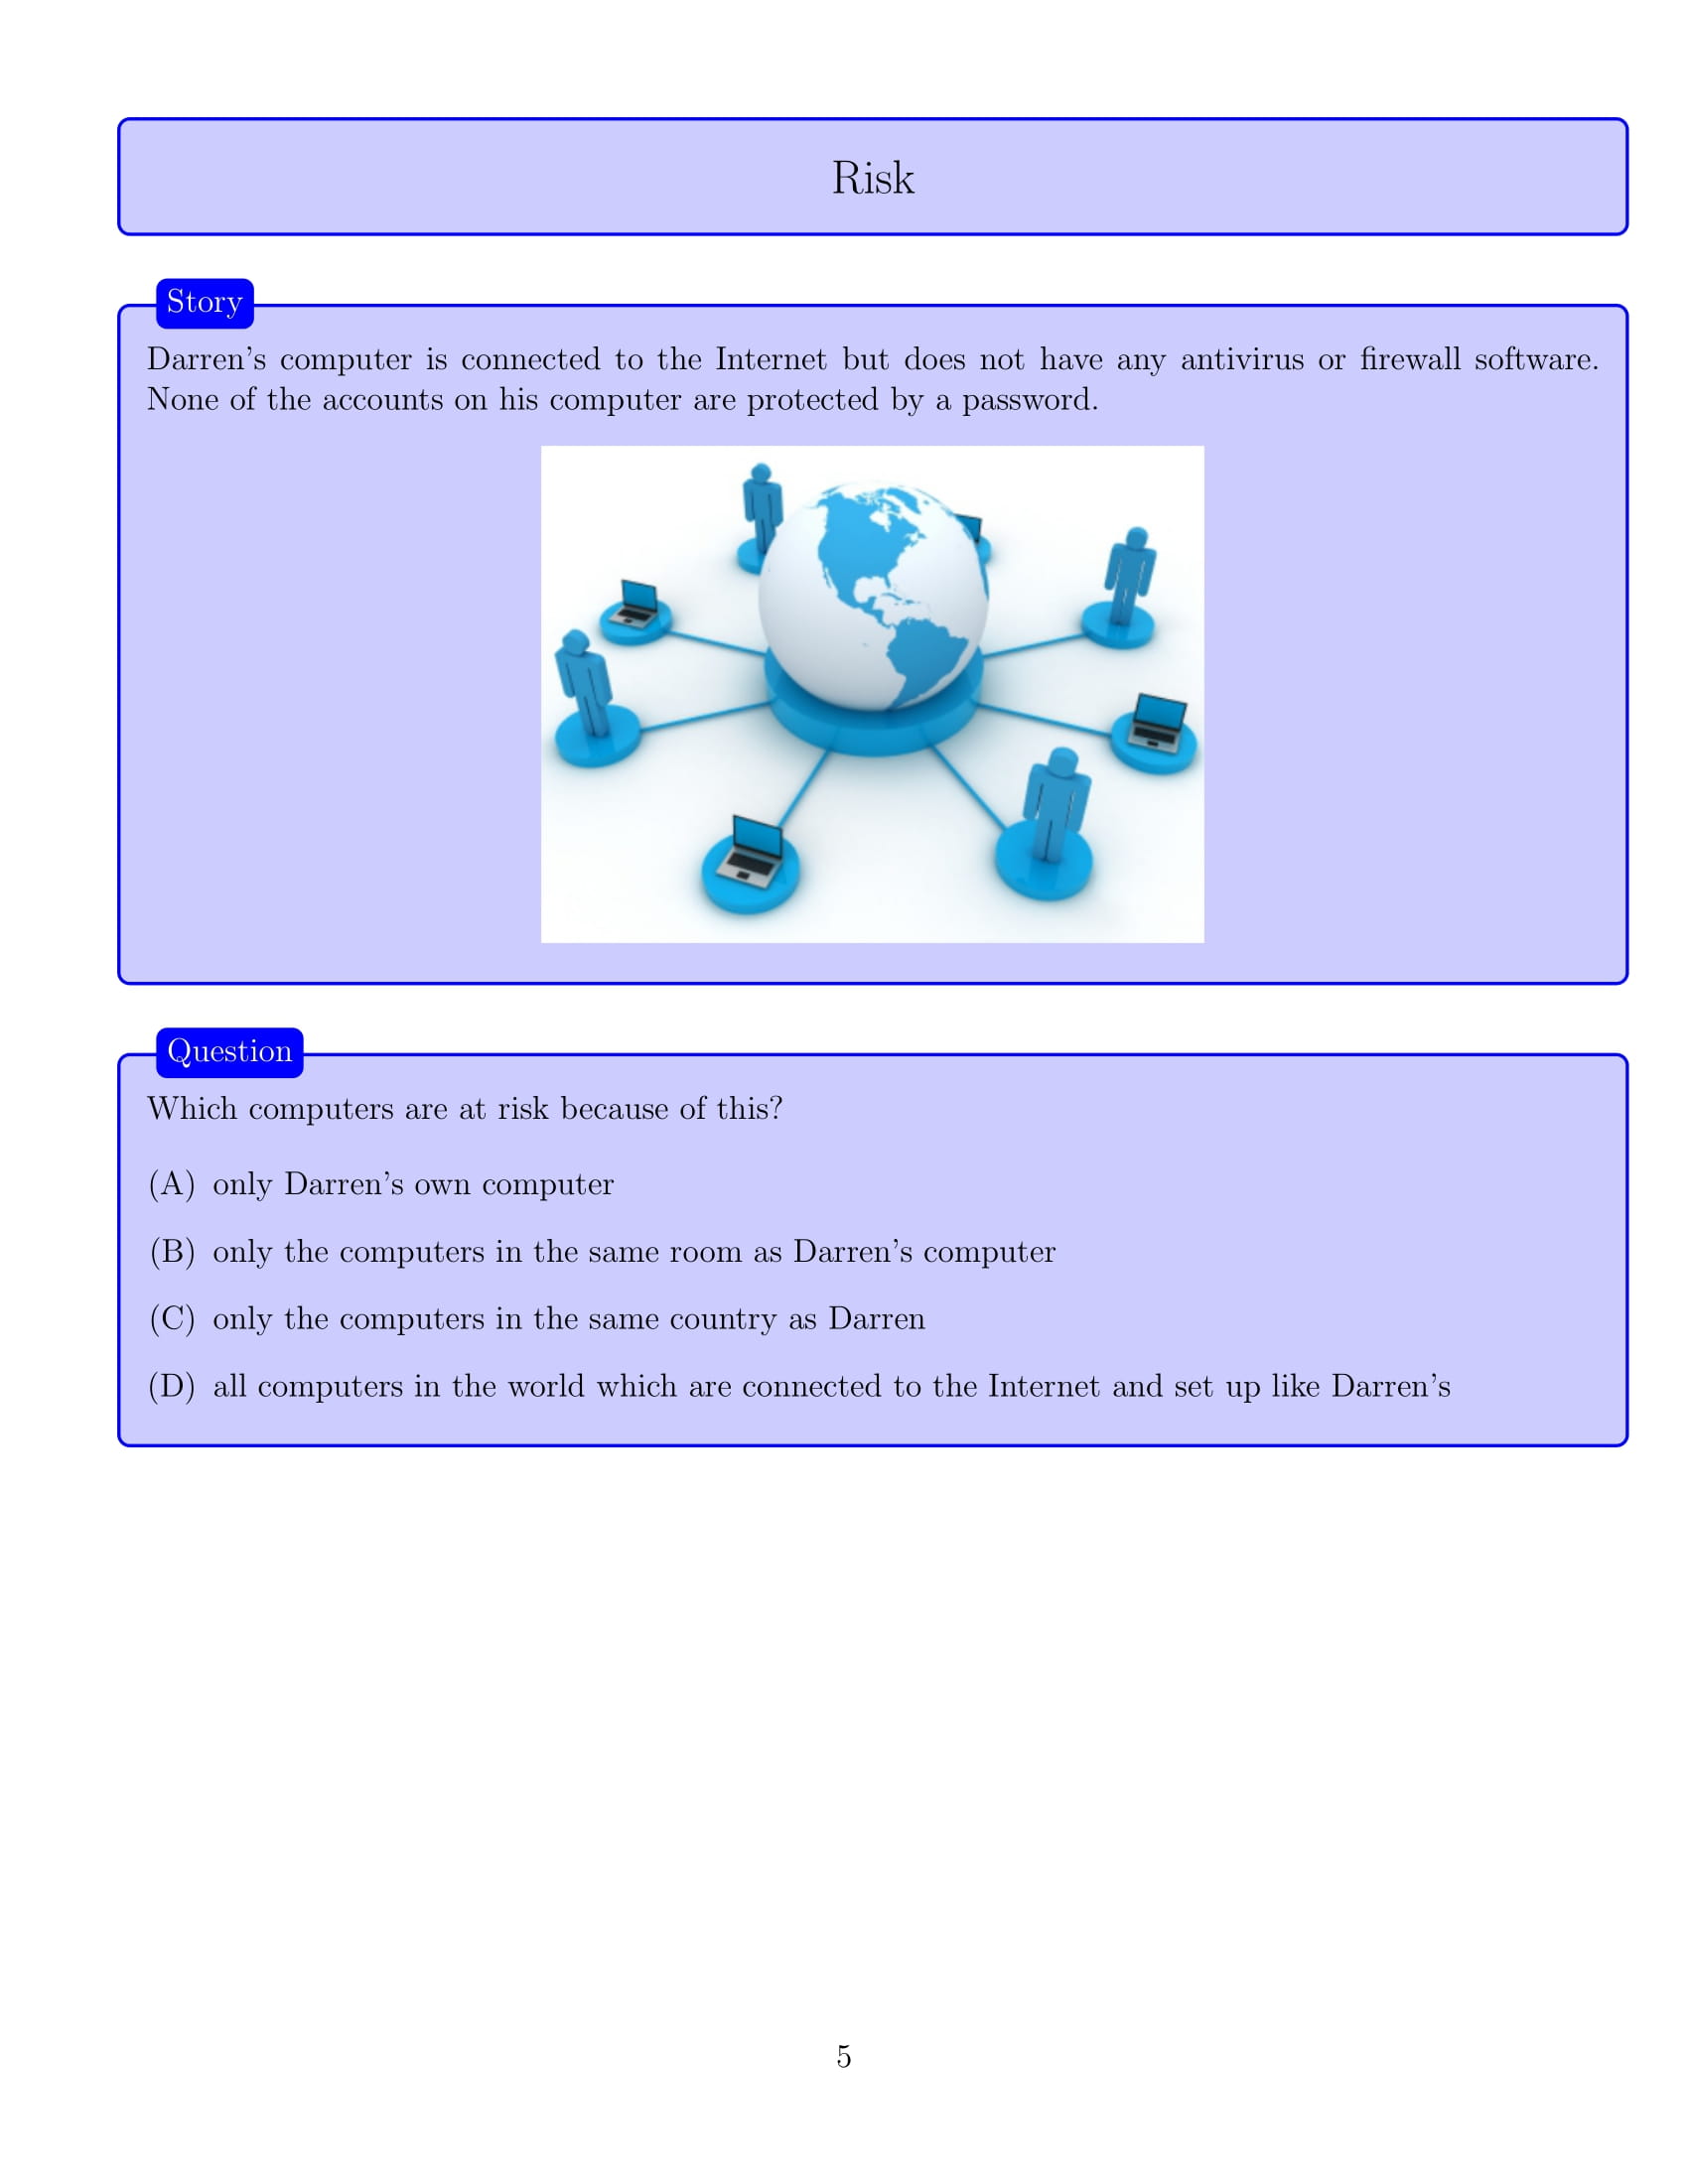 Risk
Story
Darren's computer is connected to the Internet but does not have any antivirus or firewall software.
None of the accounts on his computer are protected by a password.
Question
Which computers are at risk because of this?
(A) only Darren's own computer
(B) only the computers in the same room as Darren's computer
(C) only the computers in the same country as Darren
(D) all computers in the world which are connected to the Internet and set up like Darren's
5